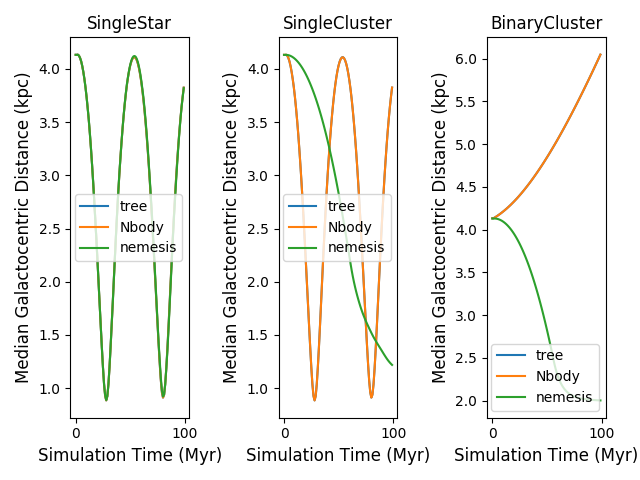 SingleStar
Median Galactocentric Distance (kpc)
4.0
3.5
3.0
2.5
2.0
1.5
1.0
tree
Nbody
nemesis
0
100
Simulation Time (Myr)
SingleCluster
Median Galactocentric Distance (kpc)
4.0
3.5
3.0
2.5
2.0
1.5
1.0
tree
Nbody
nemesis
0
100
Simulation Time (Myr)
BinaryCluster
Median Galactocentric Distance (kpc)
6.0
5.5
5.0
4.5
4.0
3.5
3.0
2.5
2.0
tree
Nbody
nemesis
0
100
Simulation Time (Myr)